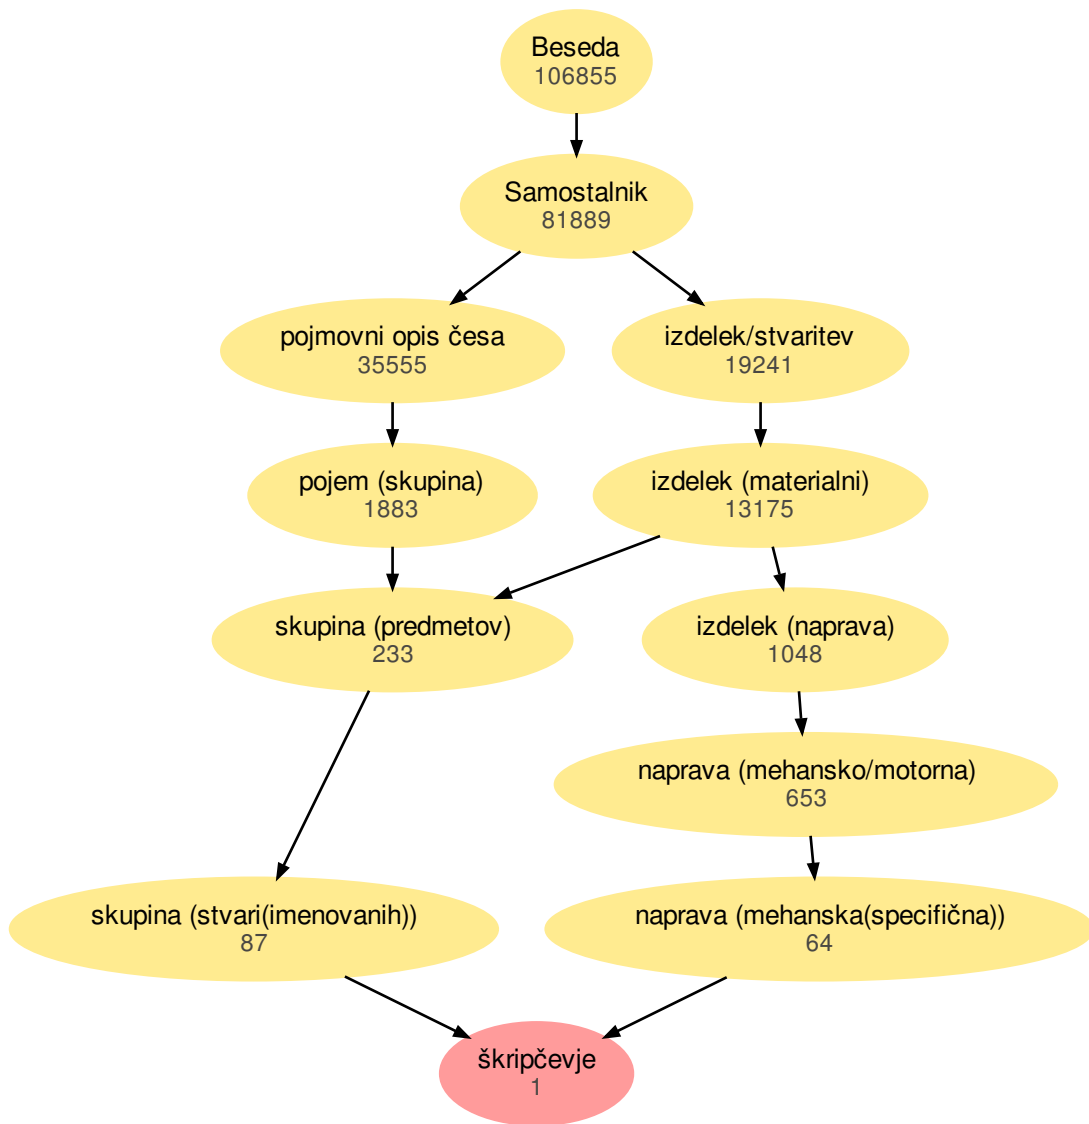 Beseda
106855
Samostalnik
81889
pojmovni opis česa
35555
izdelek/stvaritev
19241
pojem (skupina)
1883
izdelek (materialni)
13175
skupina (predmetov)
233
izdelek (naprava)
1048
naprava (mehansko/motorna)
653
skupina (stvari(imenovanih))
87
naprava (mehanska(specifična))
64
škripčevje
1